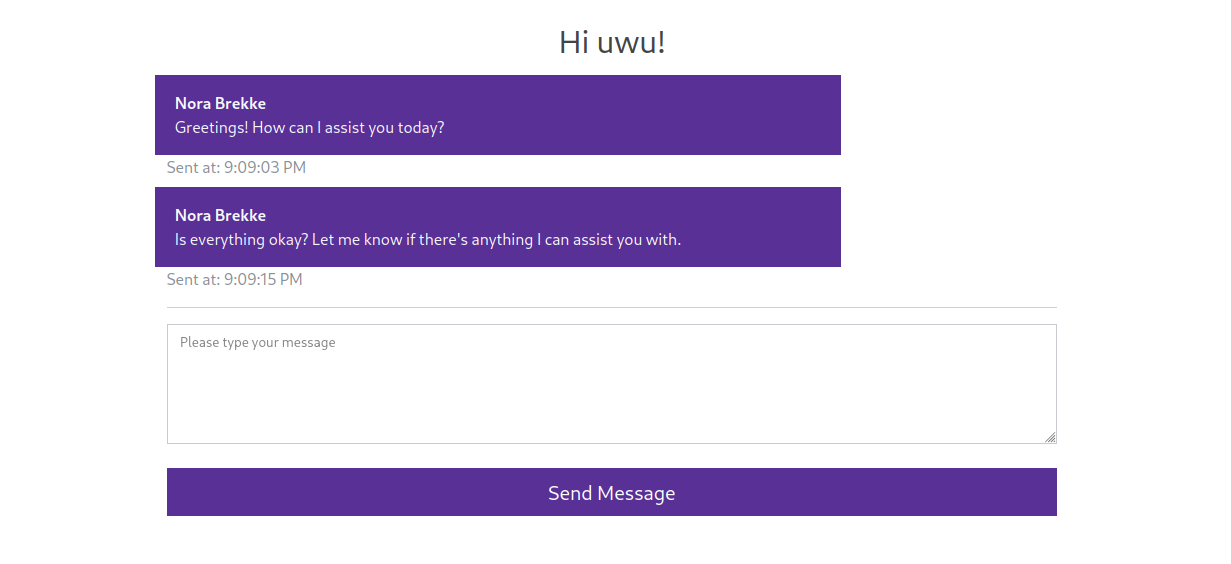 Hi uwu!
Nora Brekke
Greetings! How can I assist you today?
Sent at: 9:09:03 PM
Nora Brekke
Is everything okay? Let me know if there's anything I can assist you with.
Sent at: 9:09:15 PM
Please type your message
Send Message